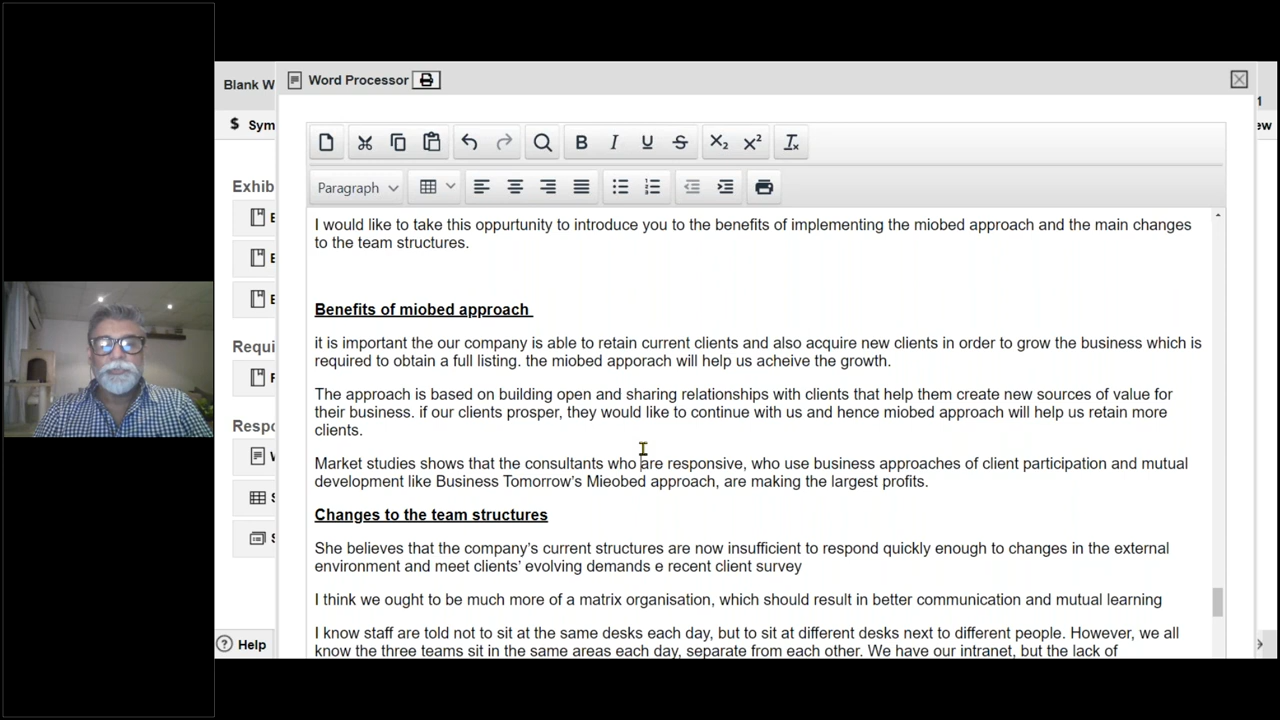 Blank W
Word Processor
1
$ Sym
ew
B I U S X₂ X² Tx
Paragraph
Exhib
E
E
E
Requi
F
Respo
W
S
S
Help
I would like to take this oppurtunity to introduce you to the benefits of implementing the miobed approach and the main changes
to the team structures.
Benefits of miobed approach
it is important the our company is able to retain current clients and also acquire new clients in order to grow the business which is
required to obtain a full listing. the miobed apporach will help us acheive the growth.
The approach is based on building open and sharing relationships with clients that help them create new sources of value for
their business. if our clients prosper, they would like to continue with us and hence miobed approach will help us retain more
clients.
Market studies shows that the consultants who are responsive, who use business approaches of client participation and mutual
development like Business Tomorrow's Mieobed approach, are making the largest profits.
Changes to the team structures
She believes that the company's current structures are now insufficient to respond quickly enough to changes in the external
environment and meet clients' evolving demands e recent client survey
I think we ought to be much more of a matrix organisation, which should result in better communication and mutual learning
I know staff are told not to sit at the same desks each day, but to sit at different desks next to different people. However, we all
know the three teams sit in the same areas each day, separate from each other. We have our intranet, but the lack of